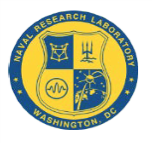 NAVAL RESEARCH LABORATORY
WASHINGTON, DC